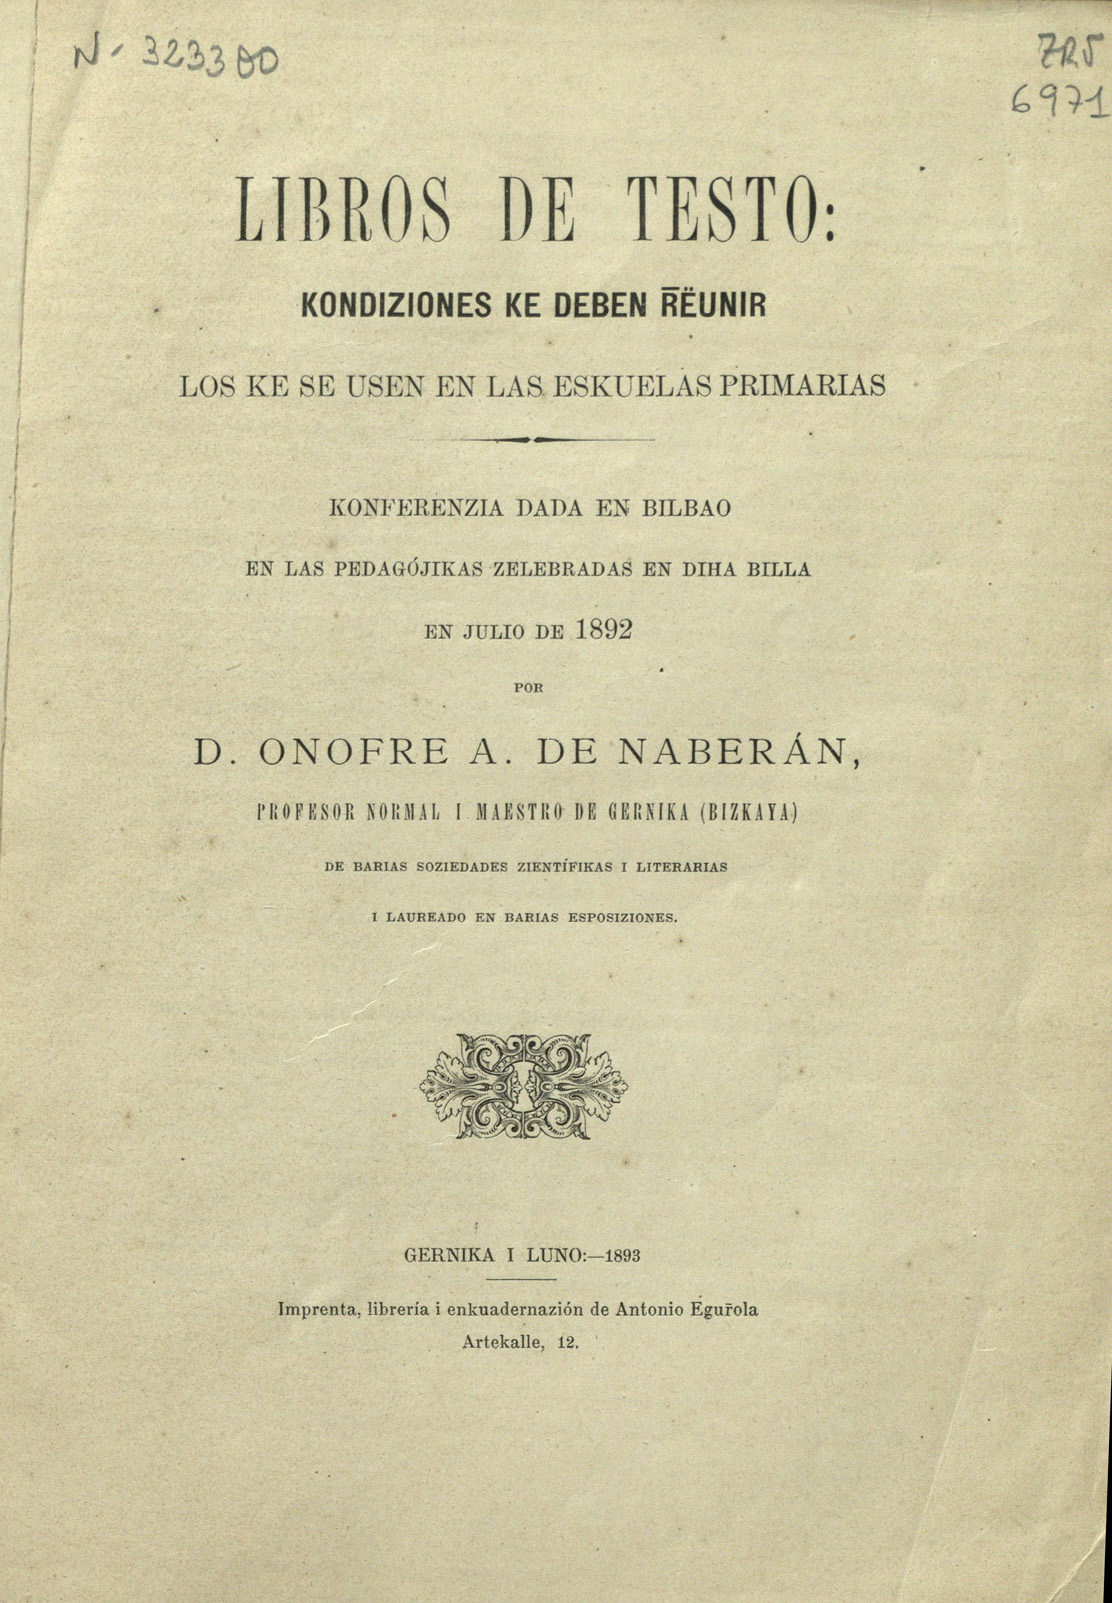 N- 323380
ZR5
6971
LIBROS DE TESTO:
KONDIZIONES KE DEBEN R̄ËUNIR
LOS KE SE USEN EN LAS ESKUELAS PRIMARIAS
KONFERENZIA DADA EN BILBAO
EN LAS PEDAGÓJIKAS ZELEBRADAS EN DIHA BILLA
EN JULIO DE 1892
POR
D. ONOFRE A. DE NABERÁN,
PROFESOR NORMAL I MAESTRO DE GERNIKA (BIZKAYA)
DE BARIAS SOZIEDADES ZIENTÍFIKAS I LITERARIAS
I LAUREADO EN BARIAS ESPOSIZIONES.
GERNIKA I LUNO:—1893
Imprenta, librería i enkuadernazión de Antonio Egur̄ola
Artekalle, 12.